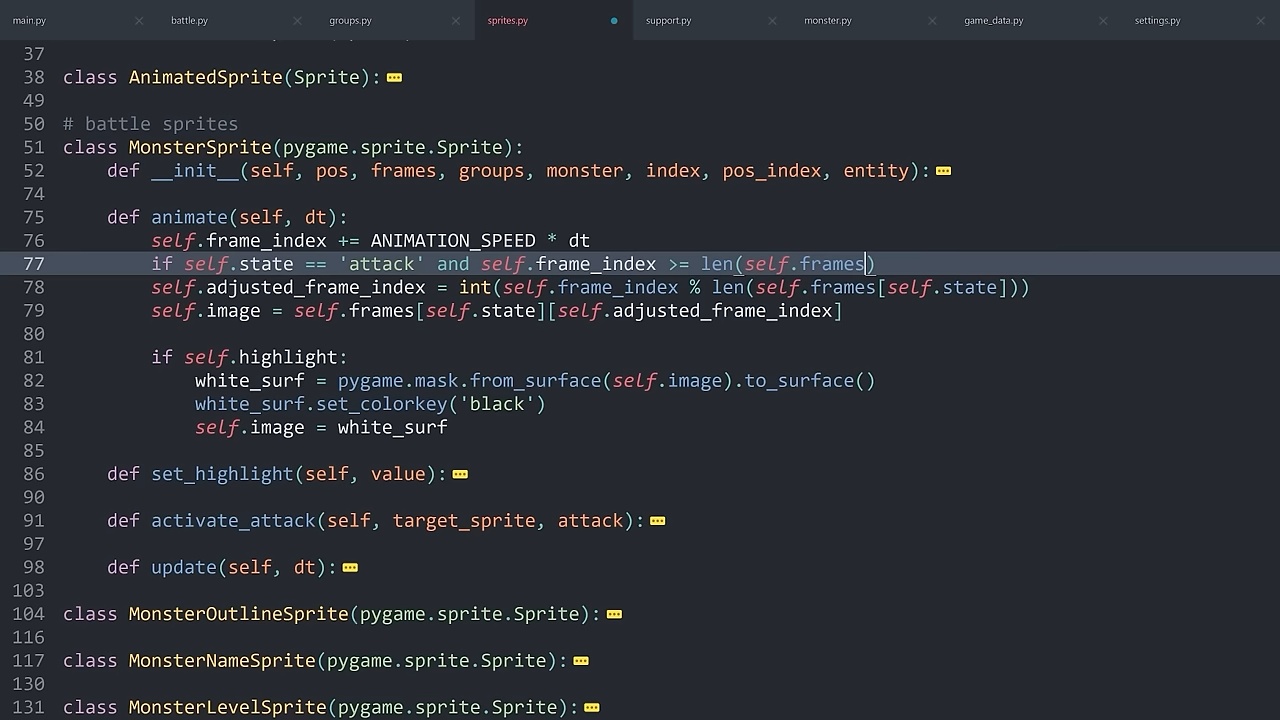 main.py battle.py groups.py sprites.py support.py monster.py game_data.py settings.py
37
38 class AnimatedSprite(Sprite):
49
50 # battle sprites
51 class MonsterSprite(pygame.sprite.Sprite):
52     def __init__(self, pos, frames, groups, monster, index, pos_index, entity):
74
75     def animate(self, dt):
76         self.frame_index += ANIMATION_SPEED * dt
77         if self.state == 'attack' and self.frame_index >= len(self.frames)
78         self.adjusted_frame_index = int(self.frame_index % len(self.frames[self.state]))
79         self.image = self.frames[self.state][self.adjusted_frame_index]
80
81         if self.highlight:
82             white_surf = pygame.mask.from_surface(self.image).to_surface()
83             white_surf.set_colorkey('black')
84             self.image = white_surf
85
86     def set_highlight(self, value):
90
91     def activate_attack(self, target_sprite, attack):
97
98     def update(self, dt):
103
104 class MonsterOutlineSprite(pygame.sprite.Sprite):
116
117 class MonsterNameSprite(pygame.sprite.Sprite):
130
131 class MonsterLevelSprite(pygame.sprite.Sprite):